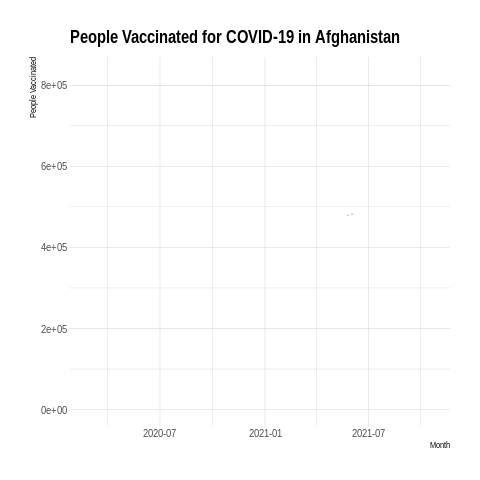 People Vaccinated for COVID-19 in Afghanistan
People Vaccinated
8e+05
6e+05
4e+05
2e+05
0e+00
2020-07
2021-01
2021-07
Month